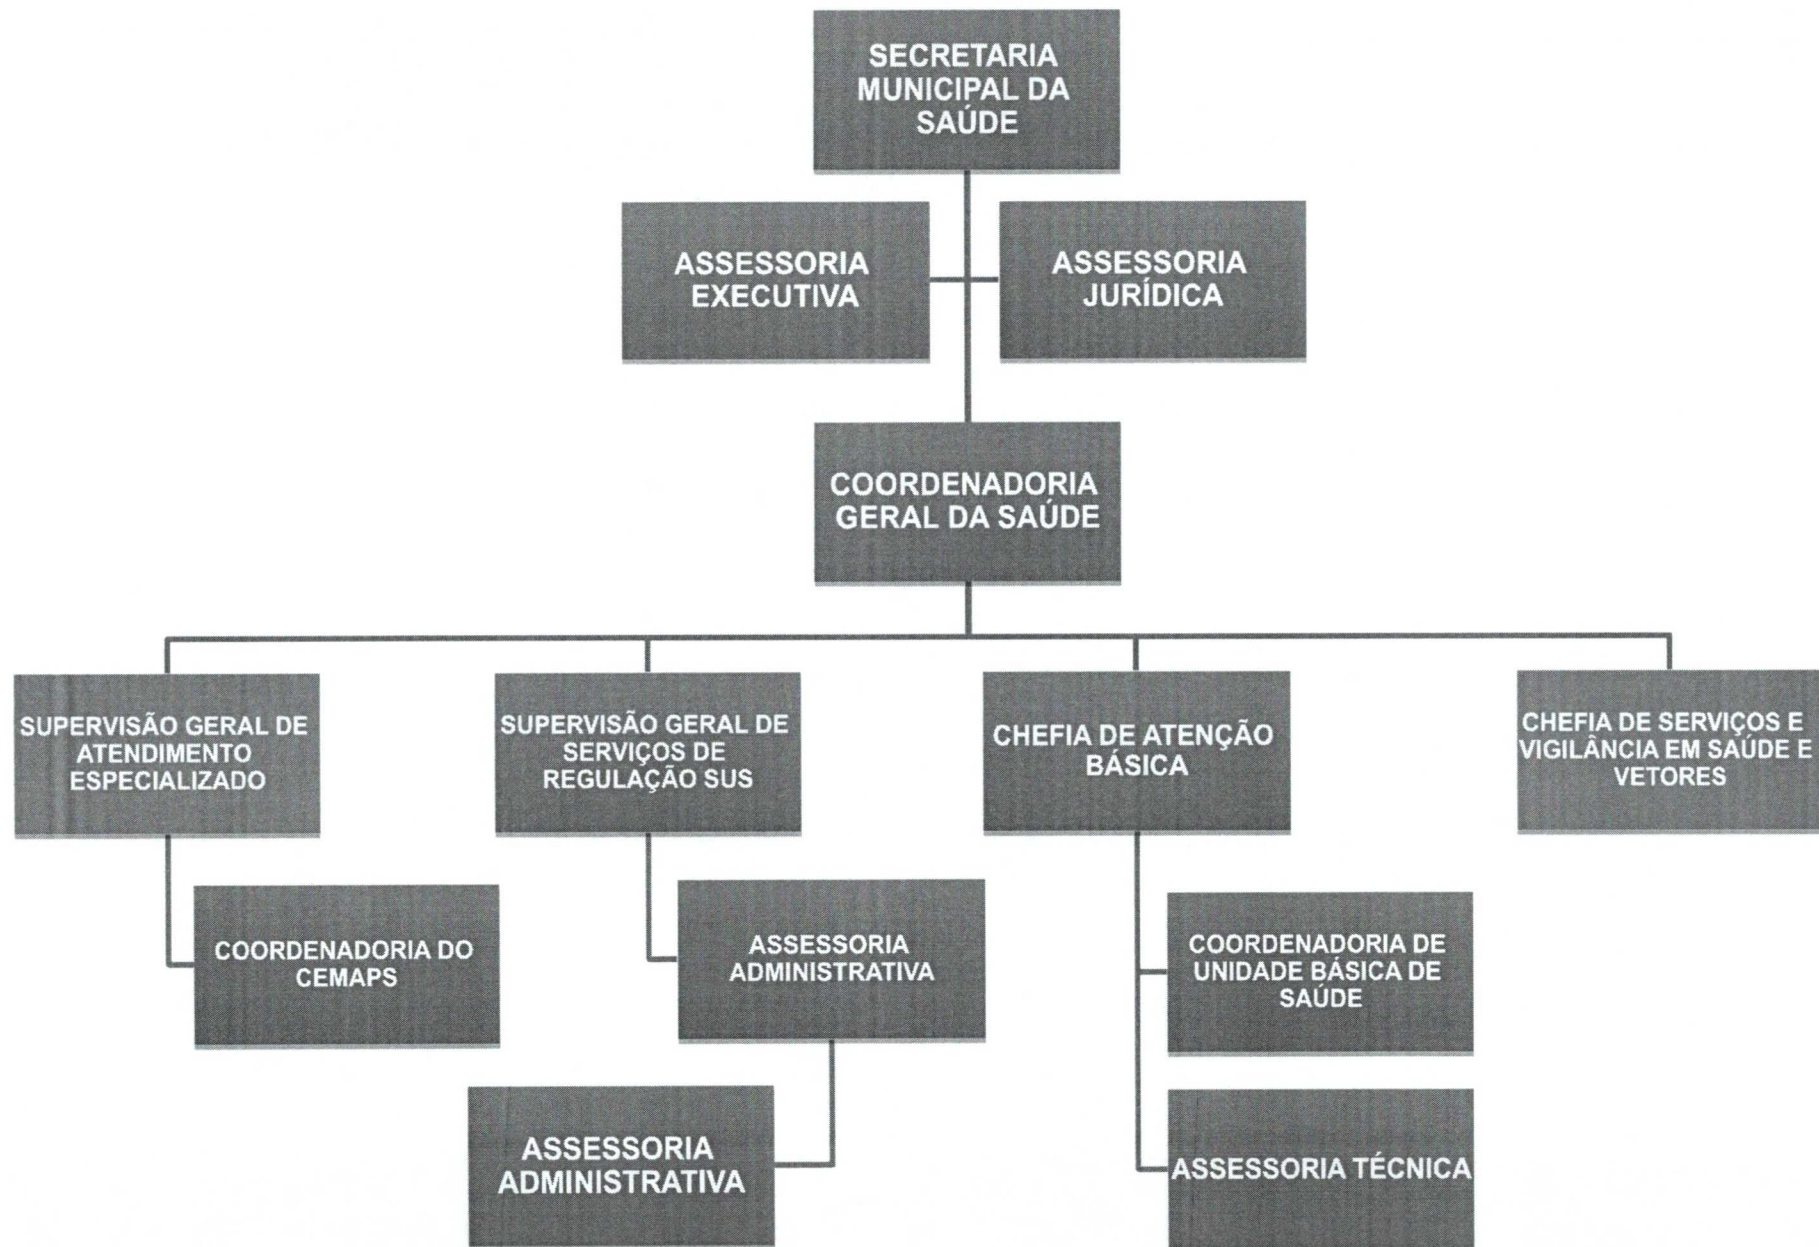 SECRETARIA
MUNICIPAL DA
SAÚDE
ASSESSORIA
EXECUTIVA
ASSESSORIA
JURÍDICA
COORDENADORIA
GERAL DA SAÚDE
SUPERVISÃO GERAL DE
ATENDIMENTO
ESPECIALIZADO
SUPERVISÃO GERAL DE
SERVIÇOS DE
REGULAÇÃO SUS
CHEFIA DE ATENÇÃO
BÁSICA
CHEFIA DE SERVIÇOS E
VIGILÂNCIA EM SAÚDE E
VETORES
COORDENADORIA DO
CEMAPS
ASSESSORIA
ADMINISTRATIVA
COORDENADORIA DE
UNIDADE BÁSICA DE
SAÚDE
ASSESSORIA
ADMINISTRATIVA
ASSESSORIA TÉCNICA